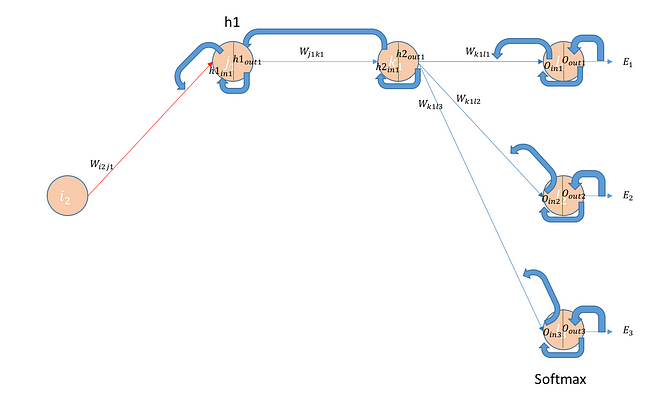 h1
h1in1 h1out1
Wj1k1
h2in1 h2out1
Wk1l1
Oin1 Oout1
E1
Wk1l2
Wk1l3
Wi2j1
i2
Oin2 Oout2
E2
Oin3 Oout3
E3
Softmax